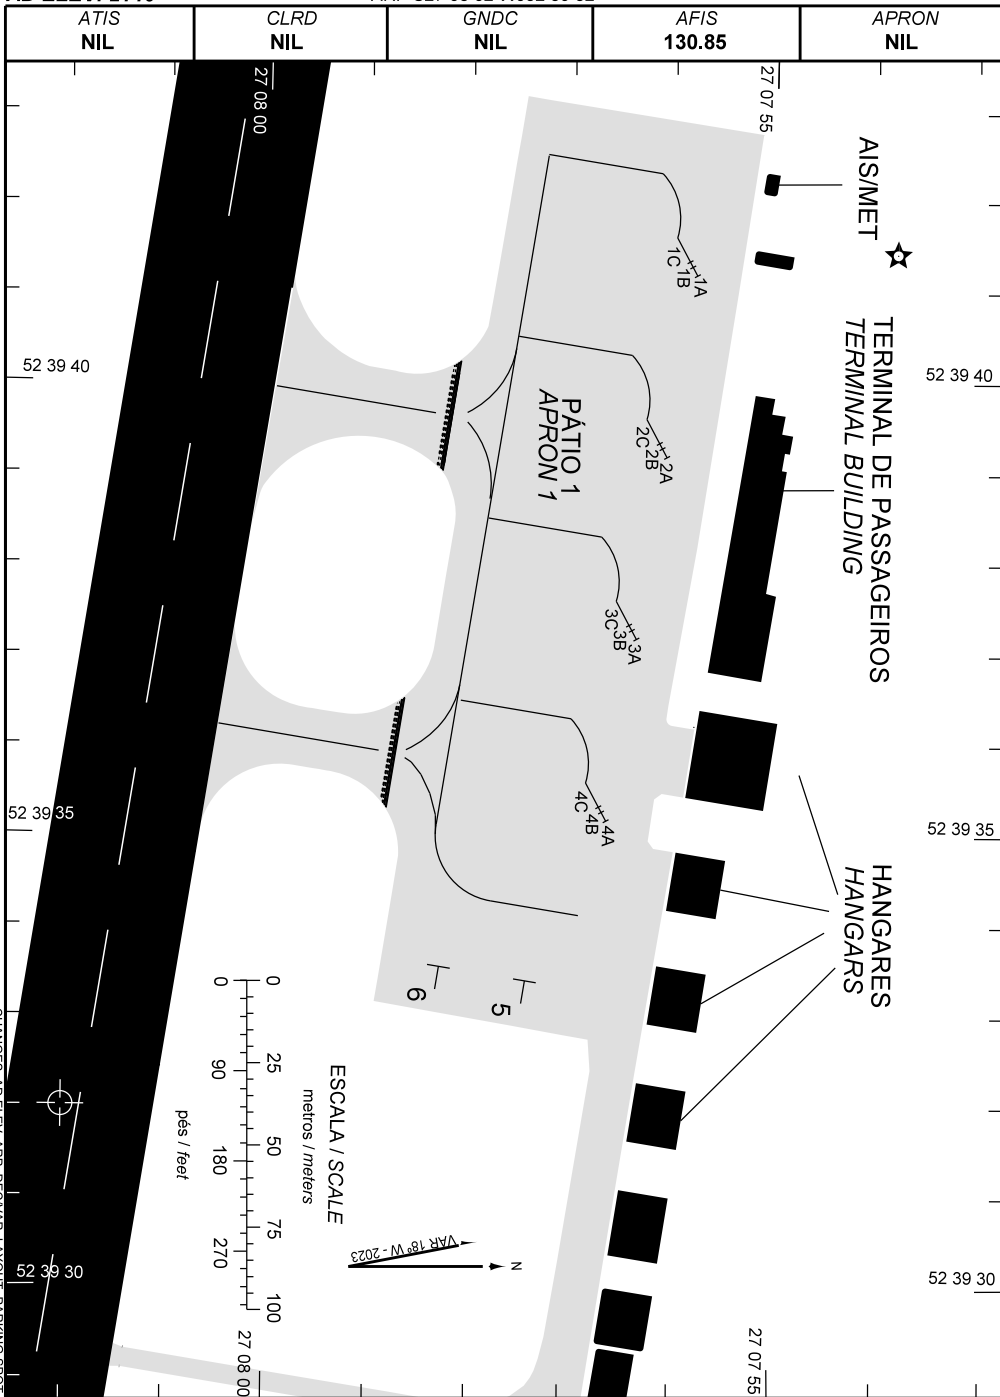 ATIS
NIL
CLRD
NIL
GNDC
NIL
AFIS
130.85
APRON
NIL
27 08 00
27 07 55
AIS/MET
1A
1B
1C
TERMINAL DE PASSAGEIROS
TERMINAL BUILDING
52 39 40
52 39 40
PÁTIO 1
APRON 1
2A
2B
2C
3A
3B
3C
4A
4B
4C
52 39 35
52 39 35
HANGARES
HANGARS
5
6
ESCALA / SCALE
metros / meters
0 25 50 75 100
0 90 180 270
pés / feet
VAR 18º W - 2023
N
52 39 30
52 39 30
27 08 00
27 07 55